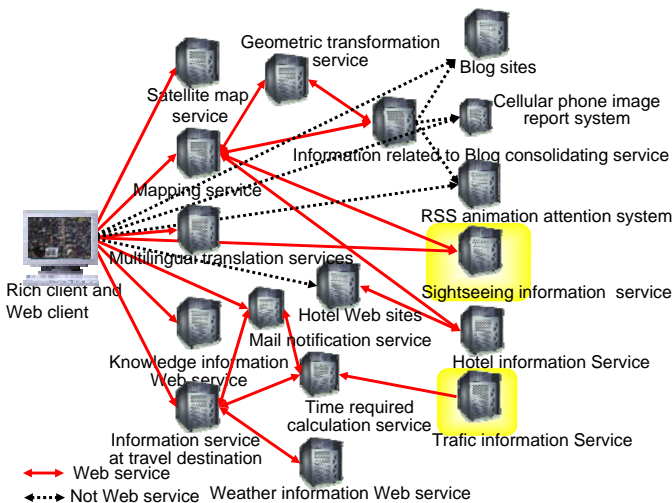 Geometric transformation
service
Blog sites
Satellite map
service
Cellular phone image
report system
Information related to Blog consolidating service
Mapping service
RSS animation attention system
Multilingual translation services
Rich client and
Web client
Sightseeing information service
Hotel Web sites
Mail notification service
Knowledge information
Web service
Hotel information Service
Time required
calculation service
Trafic information Service
Information service
at travel destination
Web service
Not Web service
Weather information Web service